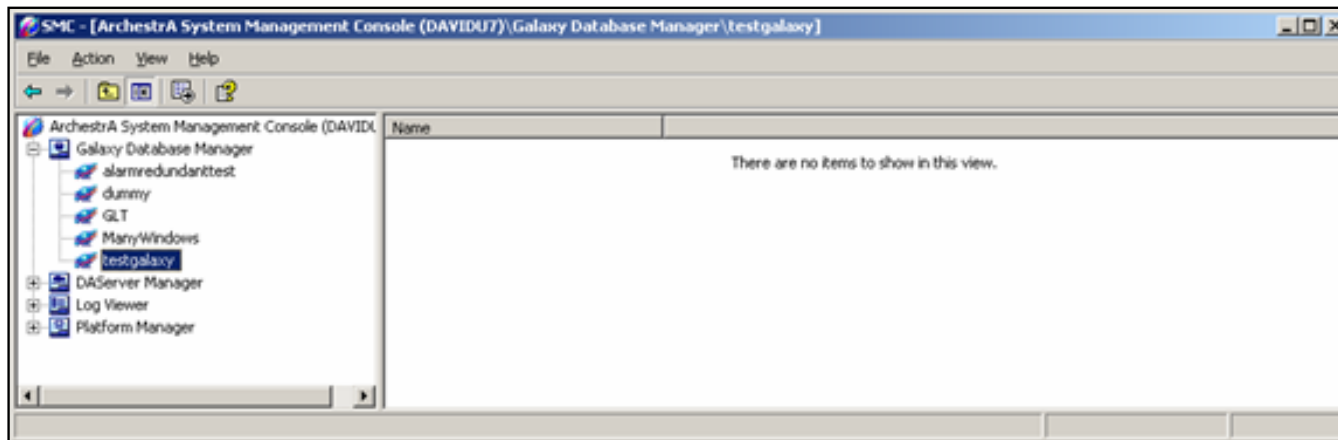 SMC - [ArchestrA System Management Console (DAVIDU7)\Galaxy Database Manager\testgalaxy]
File Action View Help
ArchestrA System Management Console (DAVIDU
Name
Galaxy Database Manager
There are no items to show in this view.
alarmredundanttest
dummy
GLT
ManyWindows
testgalaxy
DAServer Manager
Log Viewer
Platform Manager